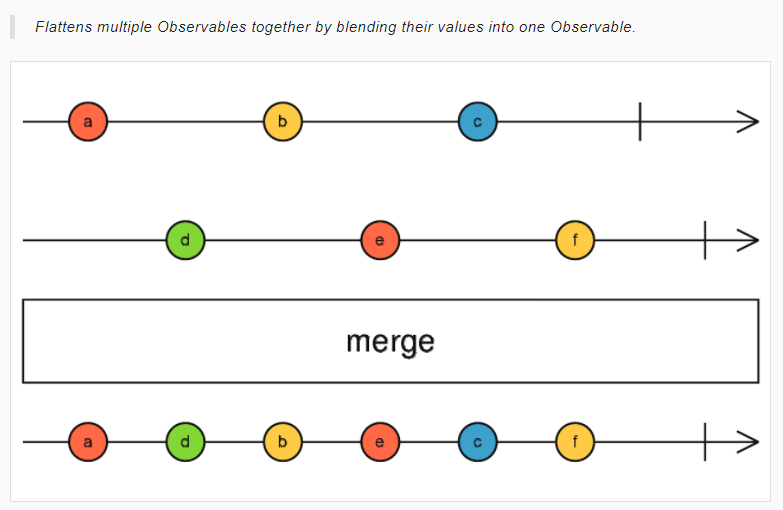 Flattens multiple Observables together by blending their values into one Observable.
a b c
d e f
merge
a d b e c f